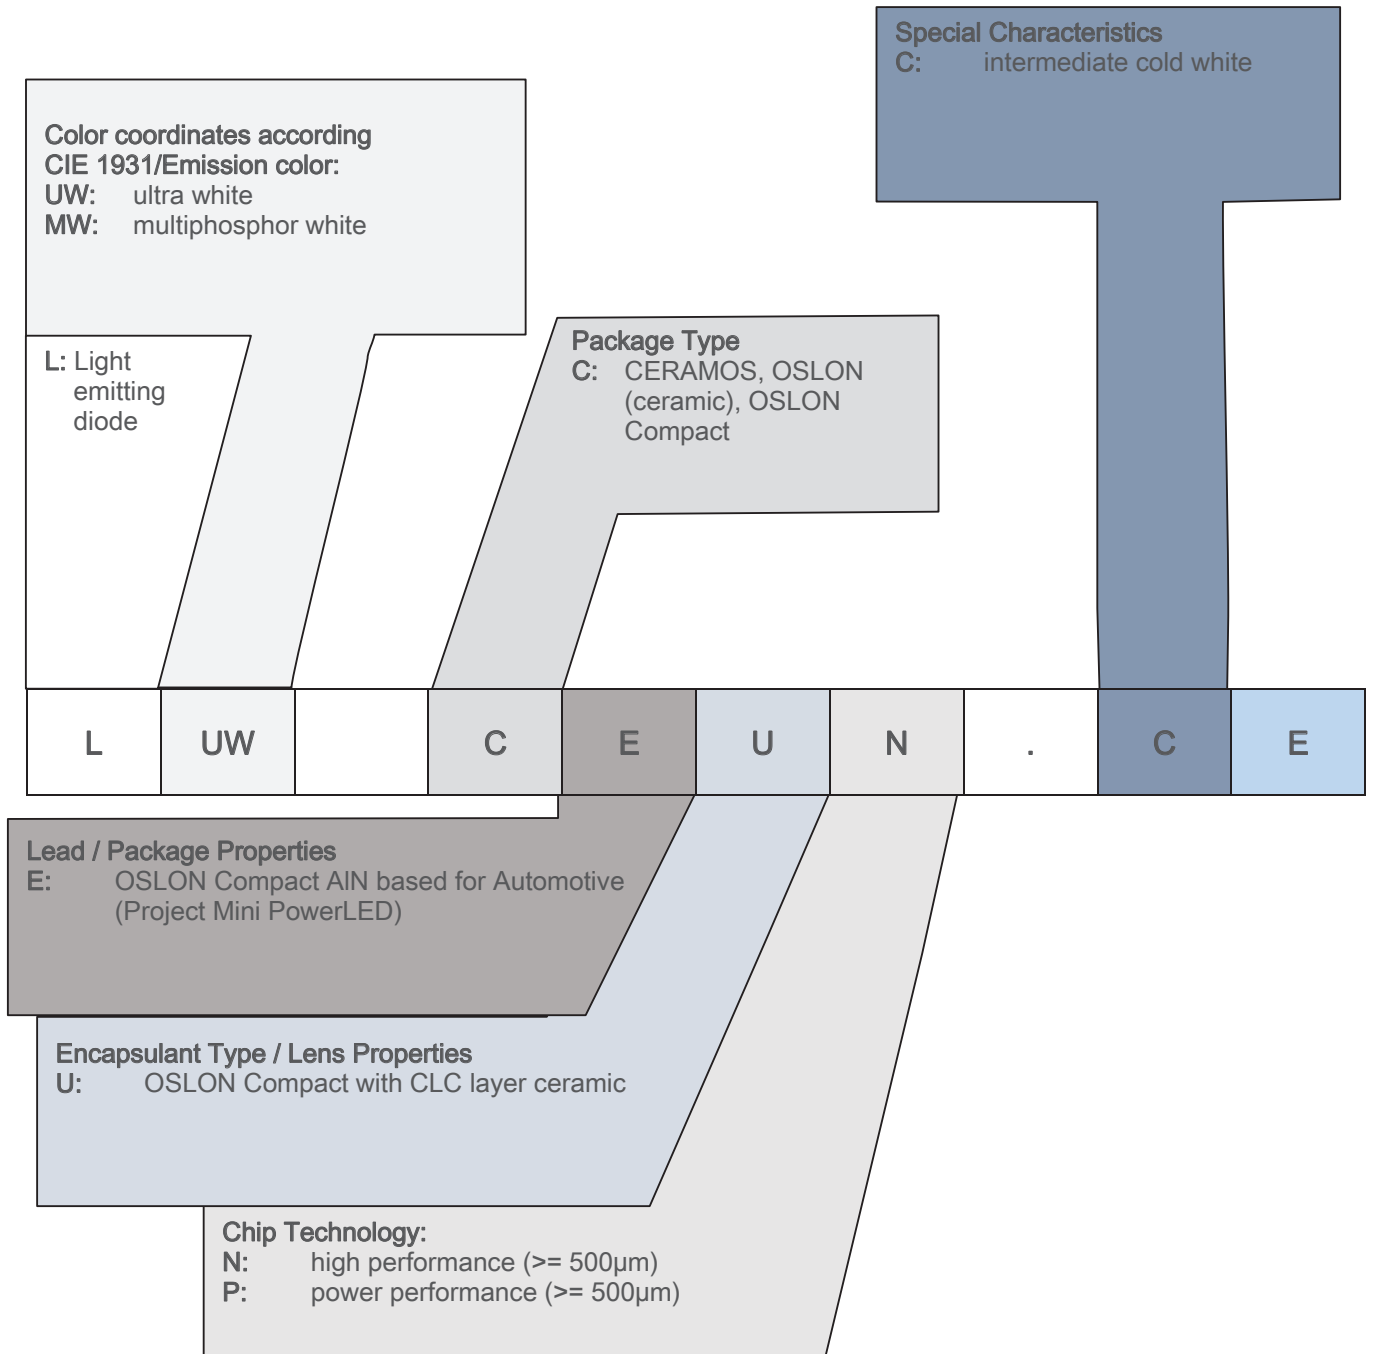 Special Characteristics
C: intermediate cold white
Color coordinates according
CIE 1931/Emission color:
UW: ultra white
MW: multiphosphor white
L: Light
emitting
diode
Package Type
C: CERAMOS, OSLON
(ceramic), OSLON
Compact
L UW C E U N . C E
Lead / Package Properties
E: OSLON Compact AlN based for Automotive
(Project Mini PowerLED)
Encapsulant Type / Lens Properties
U: OSLON Compact with CLC layer ceramic
Chip Technology:
N: high performance (>= 500µm)
P: power performance (>= 500µm)